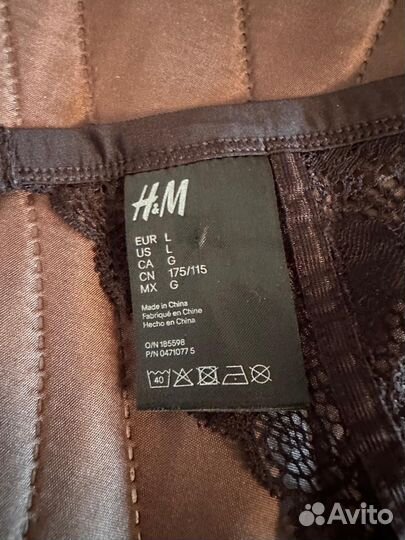 H&M
EUR L
US L
CA G
CN 175/115
MX G
Made in China
Fabriqué en Chine
Hecho en China
O/N 185598
P/N 0471077 5
40
Avito